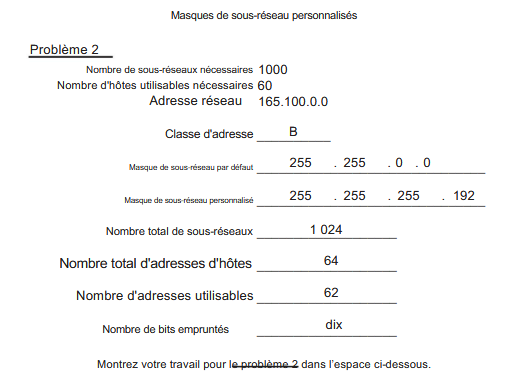 Masques de sous-réseau personnalisés
Problème 2
Nombre de sous-réseaux nécessaires 1000
Nombre d'hôtes utilisables nécessaires 60
Adresse réseau 165.100.0.0
Classe d'adresse B
Masque de sous-réseau par défaut 255 . 255 . 0 . 0
Masque de sous-réseau personnalisé 255 . 255 . 255 . 192
Nombre total de sous-réseaux 1 024
Nombre total d'adresses d'hôtes 64
Nombre d'adresses utilisables 62
Nombre de bits empruntés dix
Montrez votre travail pour le problème 2 dans l'espace ci-dessous.